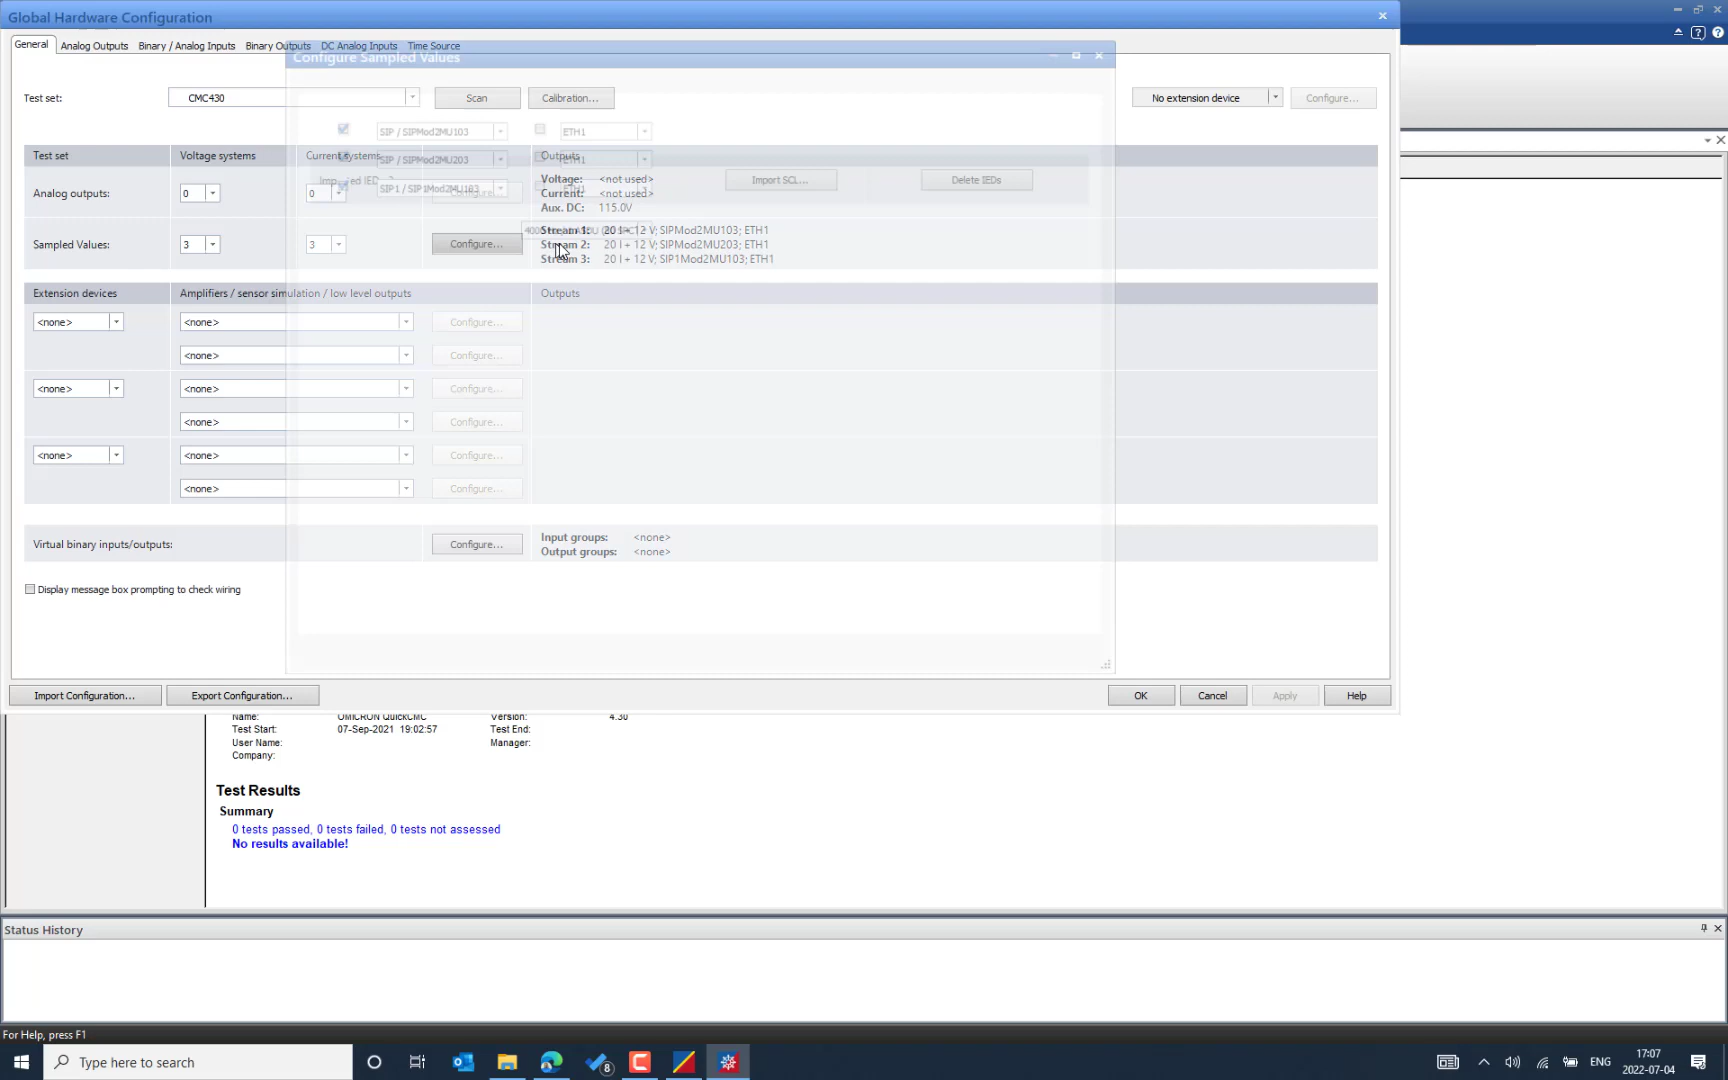 Global Hardware Configuration
General Analog Outputs Binary / Analog Inputs Binary Outputs DC Analog Inputs Time Source
Configure Sampled Values
Test set: CMC430 Scan Calibration... No extension device Configure...
SIP / SIPMod2MU103 ETH1
Test set Voltage systems Current systems Outputs
SIP / SIPMod2MU203 ETH1
Import SCL... Delete IEDs
Voltage: <not used>
SIP1 / SIP1Mod2MU103 ETH1
Analog outputs: 0 0 Configure... Current: <not used>
Aux. DC: 115.0V
Stream 1: 20 I + 12 V; SIPMod2MU103; ETH1
Sampled Values: 3 3 Configure... Stream 2: 20 I + 12 V; SIPMod2MU203; ETH1
Stream 3: 20 I + 12 V; SIP1Mod2MU103; ETH1
Extension devices Amplifiers / sensor simulation / low level outputs Outputs
<none> <none> Configure...
<none> Configure...
<none> <none> Configure...
<none> Configure...
<none> <none> Configure...
<none> Configure...
Virtual binary inputs/outputs: Configure... Input groups: <none>
Output groups: <none>
Display message box prompting to check wiring
Import Configuration... Export Configuration... OK Cancel Apply Help
Name: OMICRON QuickCMC Version: 4.30
Test Start: 07-Sep-2021 19:02:57 Test End:
User Name: Manager:
Company:
Test Results
Summary
0 tests passed, 0 tests failed, 0 tests not assessed
No results available!
Status History
For Help, press F1
Type here to search 8 ENG 17:07
2022-07-04